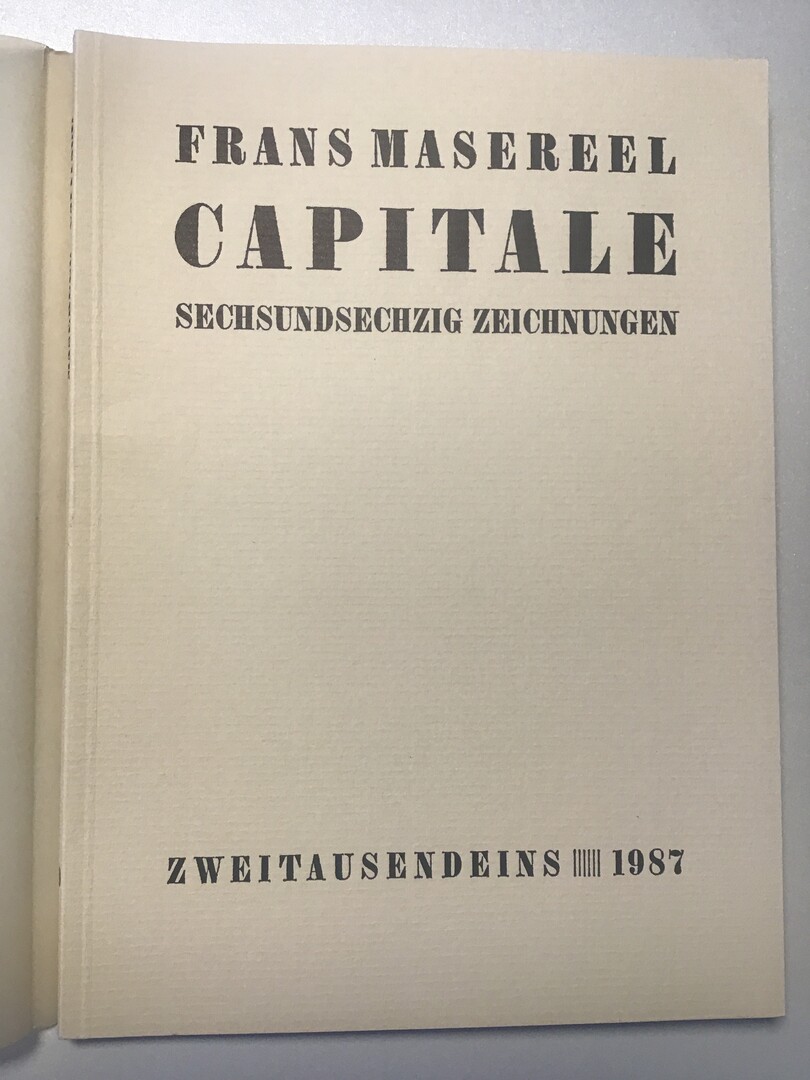 FRANS MASEREEL
CAPITALE
SECHSUNDSECHZIG ZEICHNUNGEN
ZWEITAUSENDEINS |||||| 1987